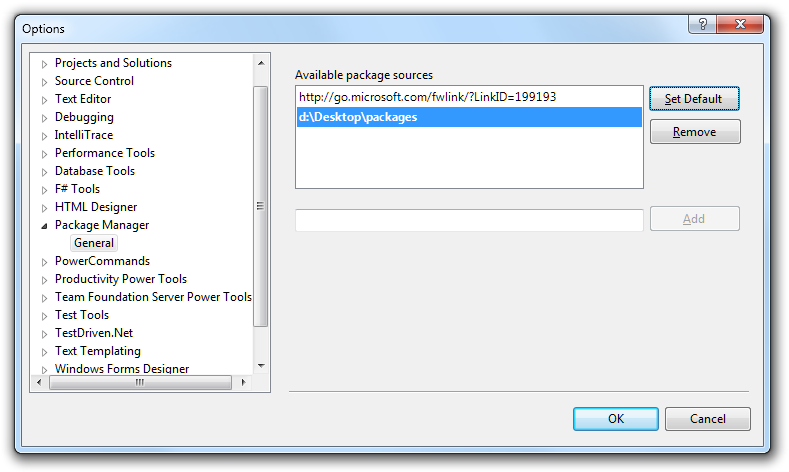 Options
Projects and Solutions
Source Control
Text Editor
Debugging
IntelliTrace
Performance Tools
Database Tools
F# Tools
HTML Designer
Package Manager
General
PowerCommands
Productivity Power Tools
Team Foundation Server Power Tools
Test Tools
TestDriven.Net
Text Templating
Windows Forms Designer
Available package sources
http://go.microsoft.com/fwlink/?LinkID=199193
d:\Desktop\packages
Set Default
Remove
Add
OK
Cancel